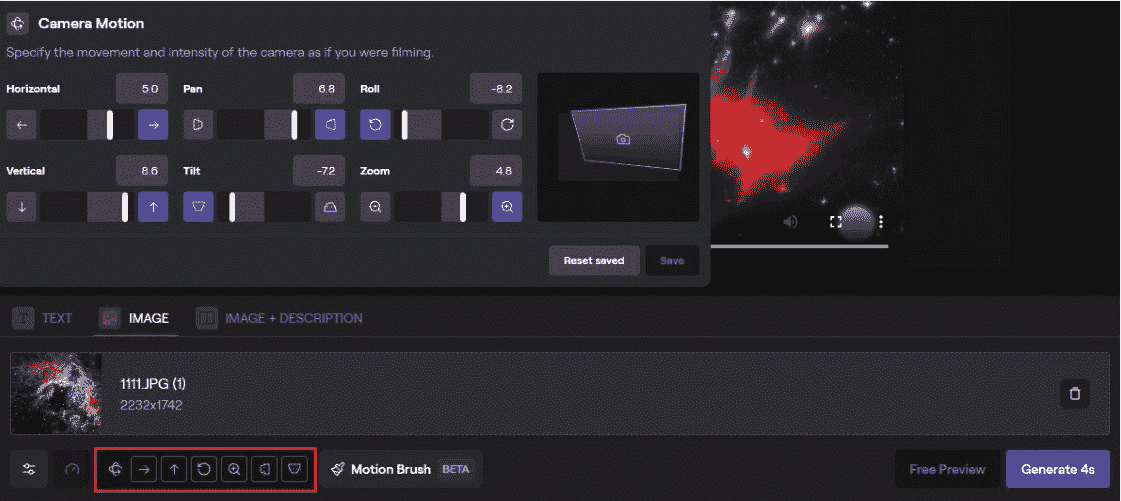 Camera Motion
Specify the movement and intensity of the camera as if you were filming.
Horizontal 5.0 Pan 6.8 Roll -8.2
Vertical 8.6 Tilt -7.2 Zoom 4.8
Reset saved Save
TEXT IMAGE IMAGE + DESCRIPTION
1111.JPG (1)
2232x1742
Motion Brush BETA Free Preview Generate 4s